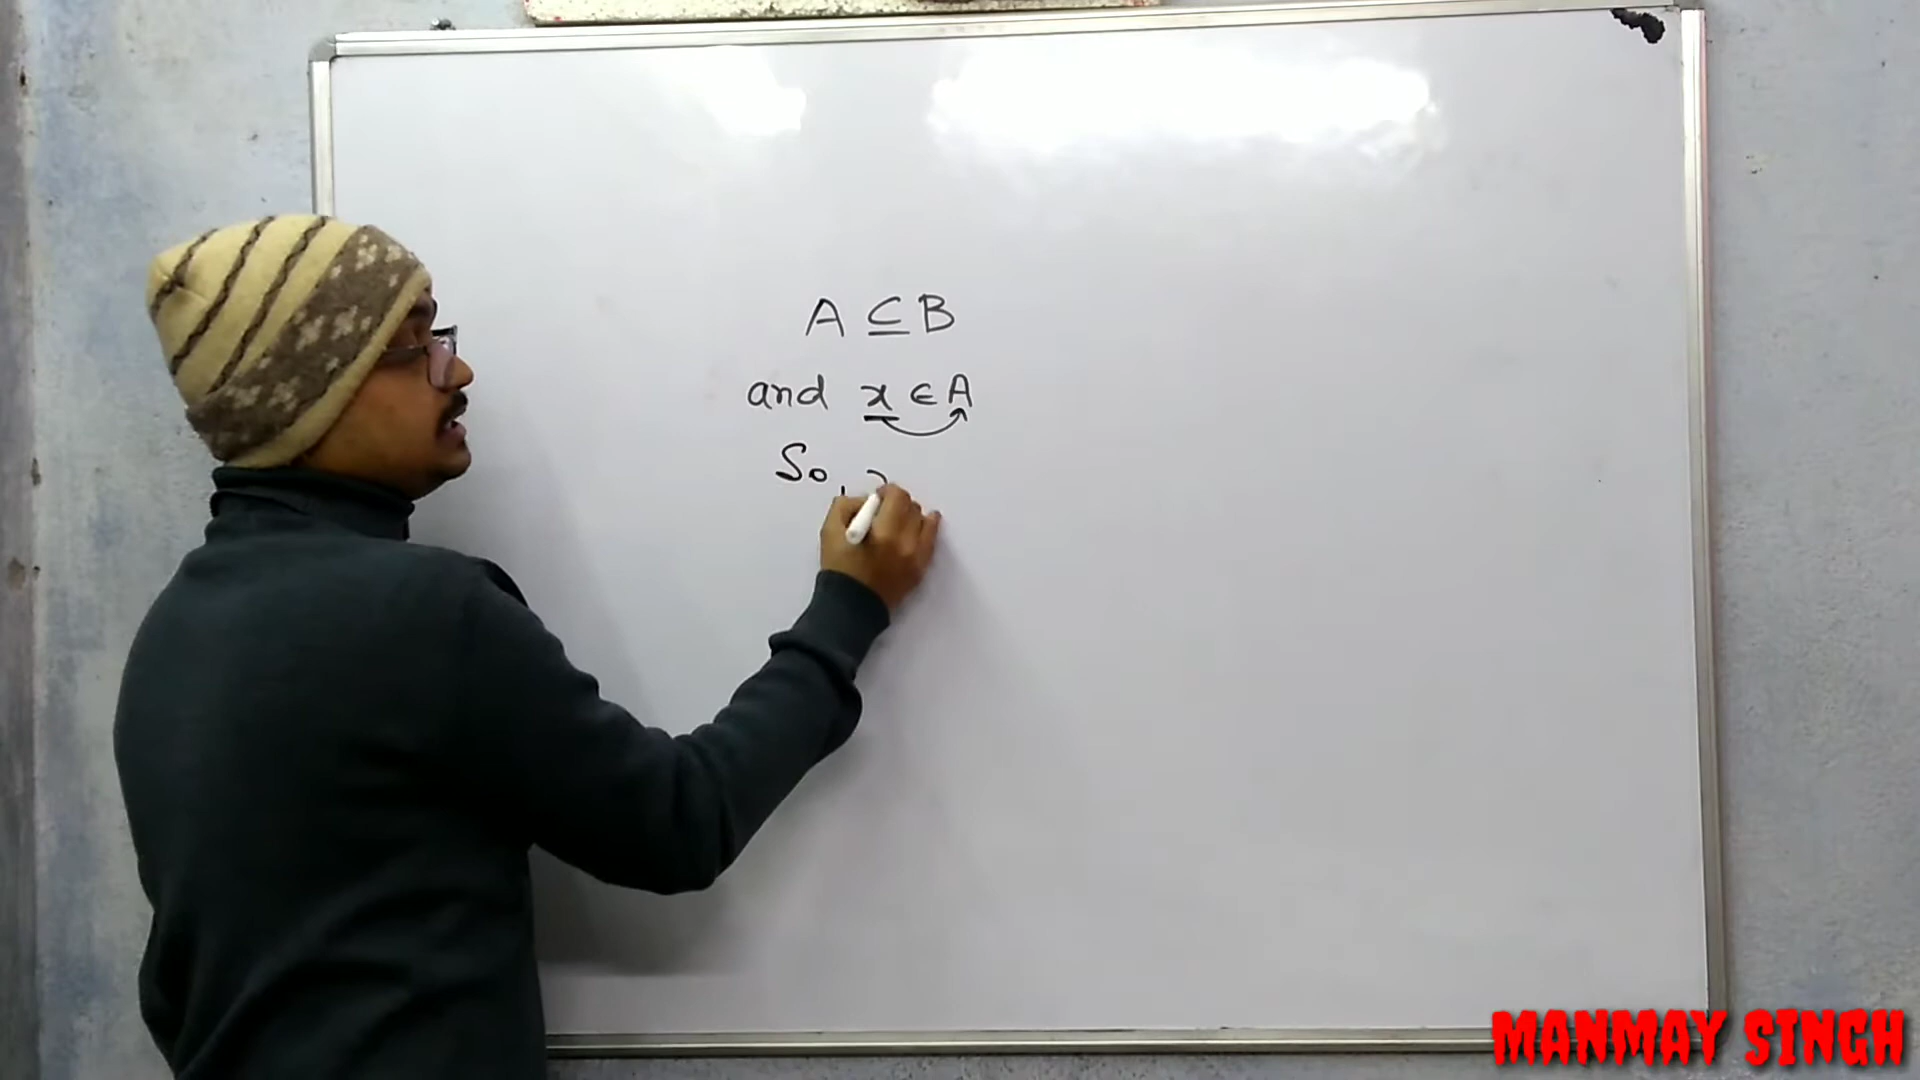 A ⊆ B
and x ∈ A
So,
MANMAY SINGH